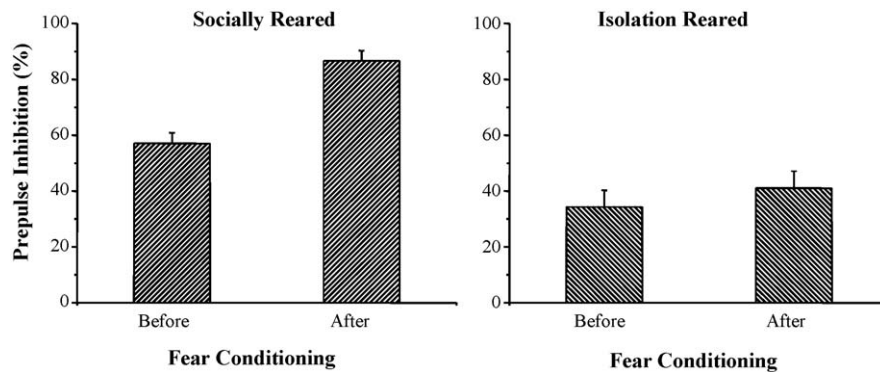 Socially Reared
Prepulse Inhibition (%)
100
80
60
40
20
0
Before After
Fear Conditioning
Isolation Reared
100
80
60
40
20
0
Before After
Fear Conditioning